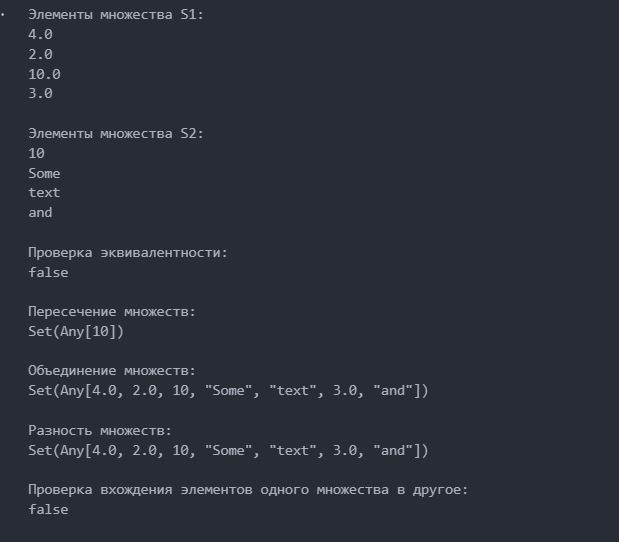 Элементы множества S1:
4.0
2.0
10.0
3.0
Элементы множества S2:
10
Some
text
and
Проверка эквивалентности:
false
Пересечение множеств:
Set(Any[10])
Объединение множеств:
Set(Any[4.0, 2.0, 10, "Some", "text", 3.0, "and"])
Разность множеств:
Set(Any[4.0, 2.0, 10, "Some", "text", 3.0, "and"])
Проверка вхождения элементов одного множества в другое:
false